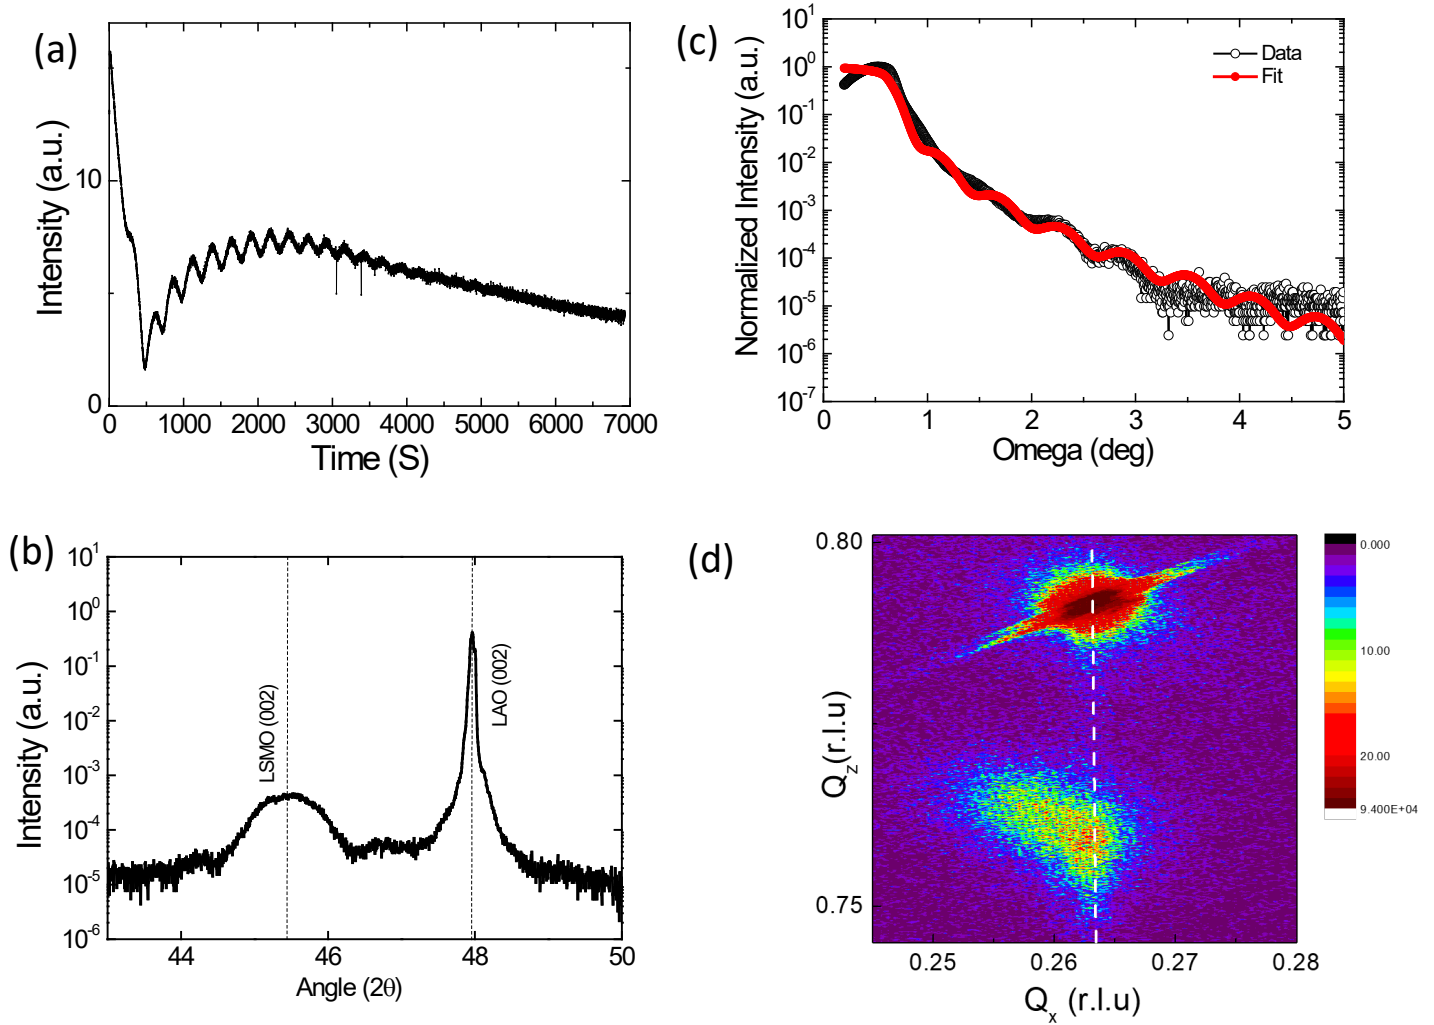 (a)
Intensity (a.u.)
10
0
0 1000 2000 3000 4000 5000 6000 7000
Time (S)
(c)
Normalized Intensity (a.u.)
10^1
10^0
10^-1
10^-2
10^-3
10^-4
10^-5
10^-6
10^-7
Data
Fit
0 1 2 3 4 5
Omega (deg)
(b)
Intensity (a.u.)
10^1
10^0
10^-1
10^-2
10^-3
10^-4
10^-5
10^-6
LSMO (002)
LAO (002)
44 46 48 50
Angle (2θ)
(d)
Q_z (r.l.u)
0.80
0.75
0.25 0.26 0.27 0.28
Q_x (r.l.u)
0.000
10.00
20.00
9.400E+04